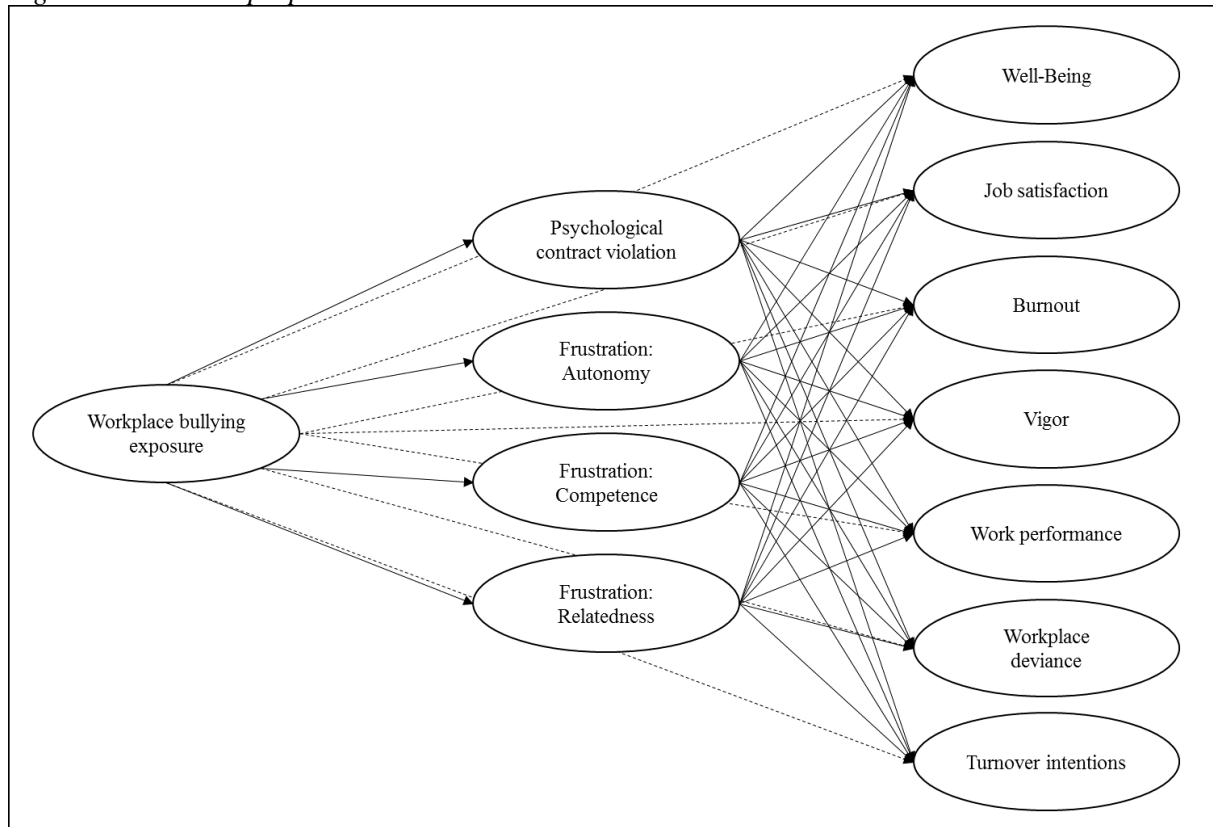 Well-Being
Job satisfaction
Psychological
contract violation
Burnout
Frustration:
Autonomy
Workplace bullying
exposure
Vigor
Frustration:
Competence
Work performance
Frustration:
Relatedness
Workplace
deviance
Turnover intentions